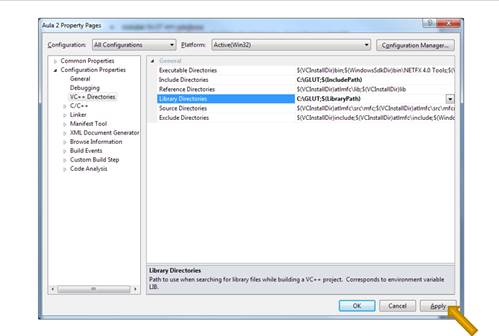 Aula 2 Property Pages
Configuration: All Configurations Platform: Active(Win32) Configuration Manager...
Common Properties
Configuration Properties
General
Debugging
VC++ Directories
C/C++
Linker
Manifest Tool
XML Document Generator
Browse Information
Build Events
Custom Build Step
Code Analysis
General
Executable Directories $(VCInstallDir)bin;$(WindowsSdkDir)bin\NETFX 4.0 Tools;$(
Include Directories C:\GLUT;$(IncludePath)
Reference Directories $(VCInstallDir)atlmfc\lib;$(VCInstallDir)lib
Library Directories C:\GLUT;$(LibraryPath)
Source Directories $(VCInstallDir)atlmfc\src\mfc;$(VCInstallDir)atlmfc\src\mfc
Exclude Directories $(VCInstallDir)include;$(VCInstallDir)atlmfc\include;$(Windo
Library Directories
Path to use when searching for library files while building a VC++ project. Corresponds to environment variable
LIB.
OK Cancel Apply